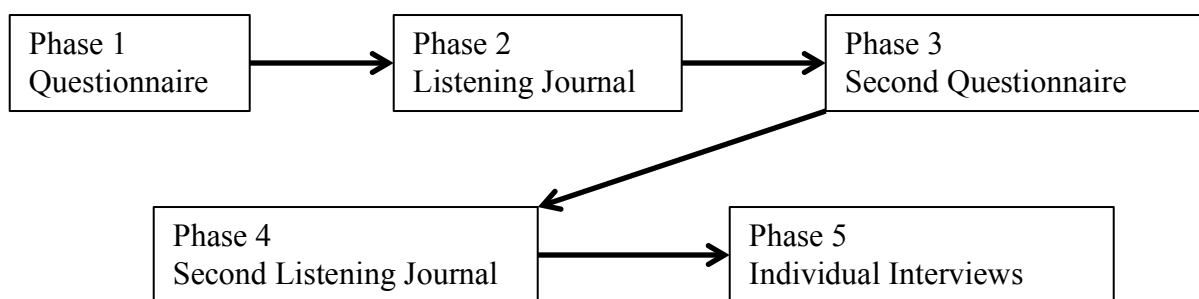 Phase 1
Questionnaire
Phase 2
Listening Journal
Phase 3
Second Questionnaire
Phase 4
Second Listening Journal
Phase 5
Individual Interviews